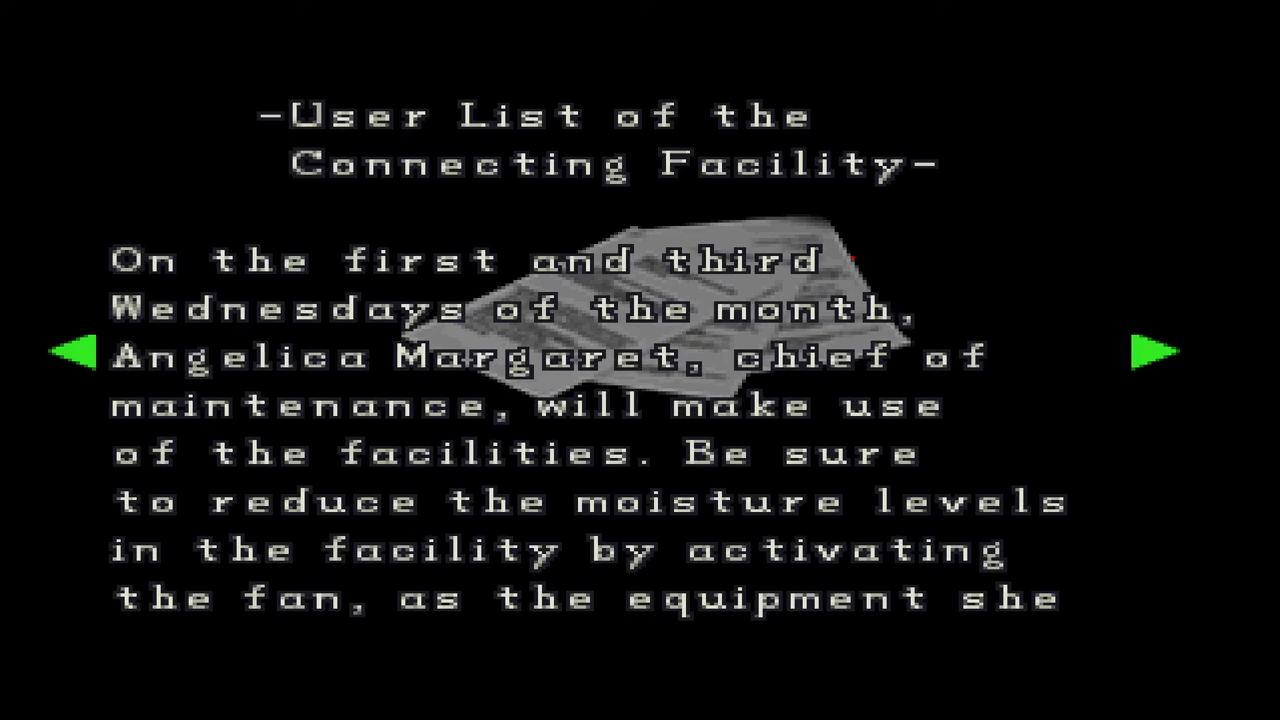 -User List of the
Connecting Facility-
On the first and third
Wednesdays of the month,
Angelica Margaret, chief of
maintenance, will make use
of the facilities. Be sure
to reduce the moisture levels
in the facility by activating
the fan, as the equipment she